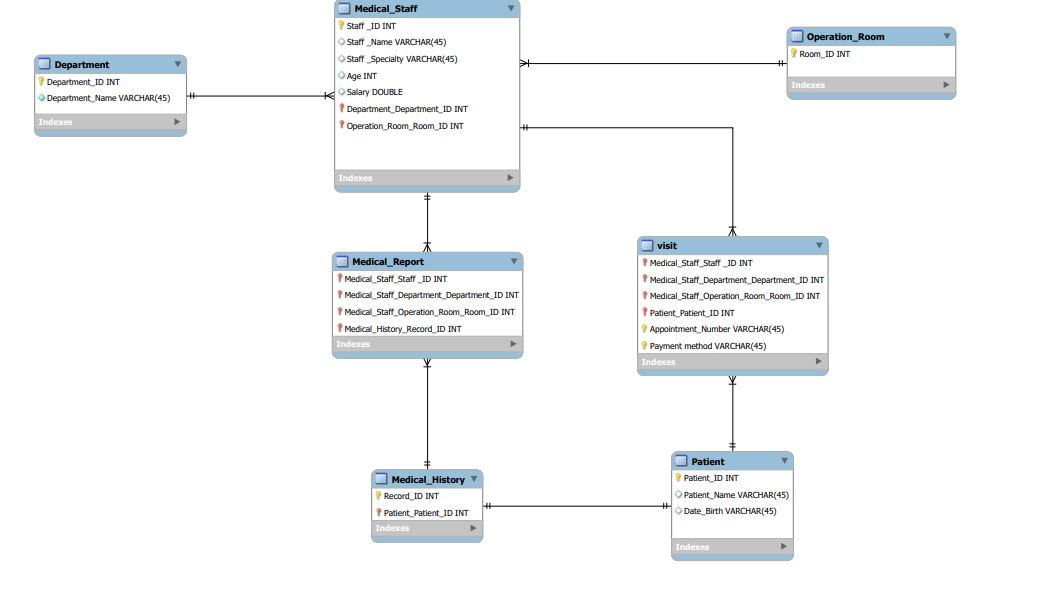 Medical_Staff
Staff _ID INT
Staff _Name VARCHAR(45)
Staff _Specialty VARCHAR(45)
Age INT
Salary DOUBLE
Department_Department_ID INT
Operation_Room_Room_ID INT
Indexes
Operation_Room
Room_ID INT
Indexes
Department
Department_ID INT
Department_Name VARCHAR(45)
Indexes
Medical_Report
Medical_Staff_Staff _ID INT
Medical_Staff_Department_Department_ID INT
Medical_Staff_Operation_Room_Room_ID INT
Medical_History_Record_ID INT
Indexes
visit
Medical_Staff_Staff _ID INT
Medical_Staff_Department_Department_ID INT
Medical_Staff_Operation_Room_Room_ID INT
Patient_Patient_ID INT
Appointment_Number VARCHAR(45)
Payment method VARCHAR(45)
Indexes
Medical_History
Record_ID INT
Patient_Patient_ID INT
Indexes
Patient
Patient_ID INT
Patient_Name VARCHAR(45)
Date_Birth VARCHAR(45)
Indexes